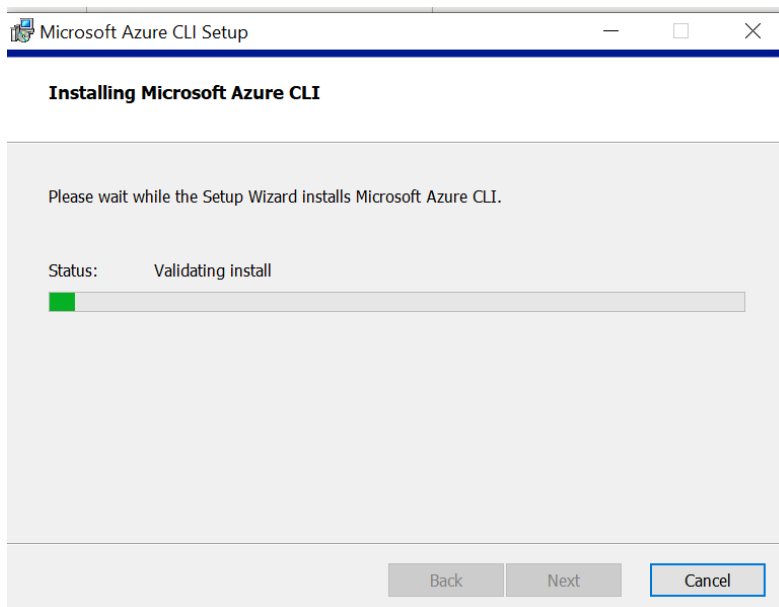 Microsoft Azure CLI Setup
Installing Microsoft Azure CLI
Please wait while the Setup Wizard installs Microsoft Azure CLI.
Status: Validating install
Back Next Cancel